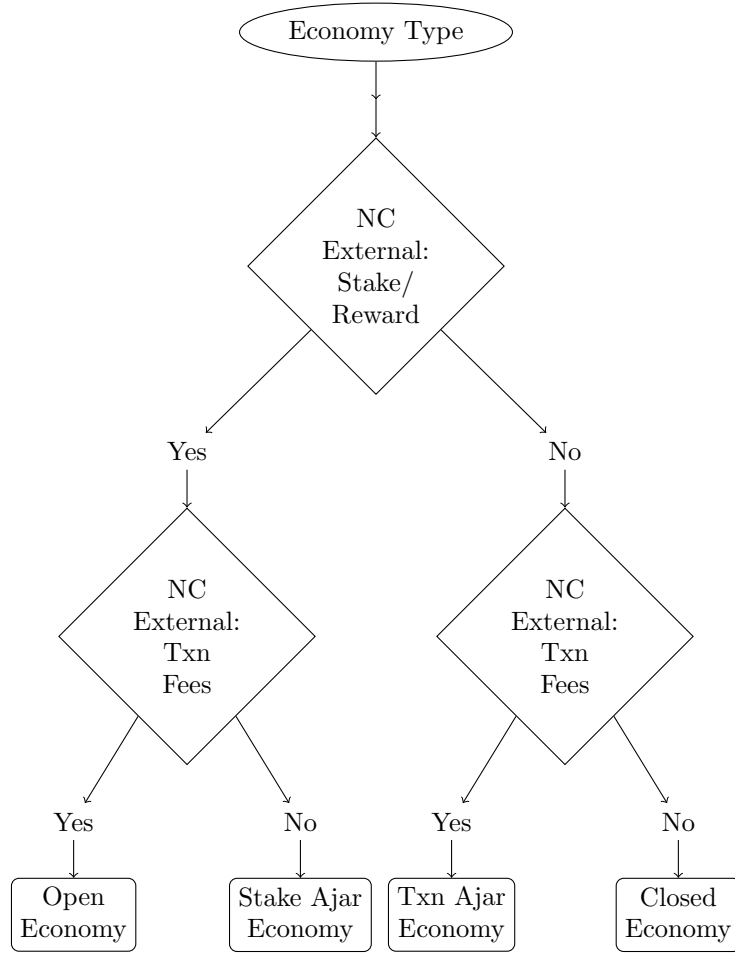 Economy Type
NC
External:
Stake/
Reward
Yes
No
NC
External:
Txn
Fees
NC
External:
Txn
Fees
Yes
No
Yes
No
Open
Economy
Stake Ajar
Economy
Txn Ajar
Economy
Closed
Economy